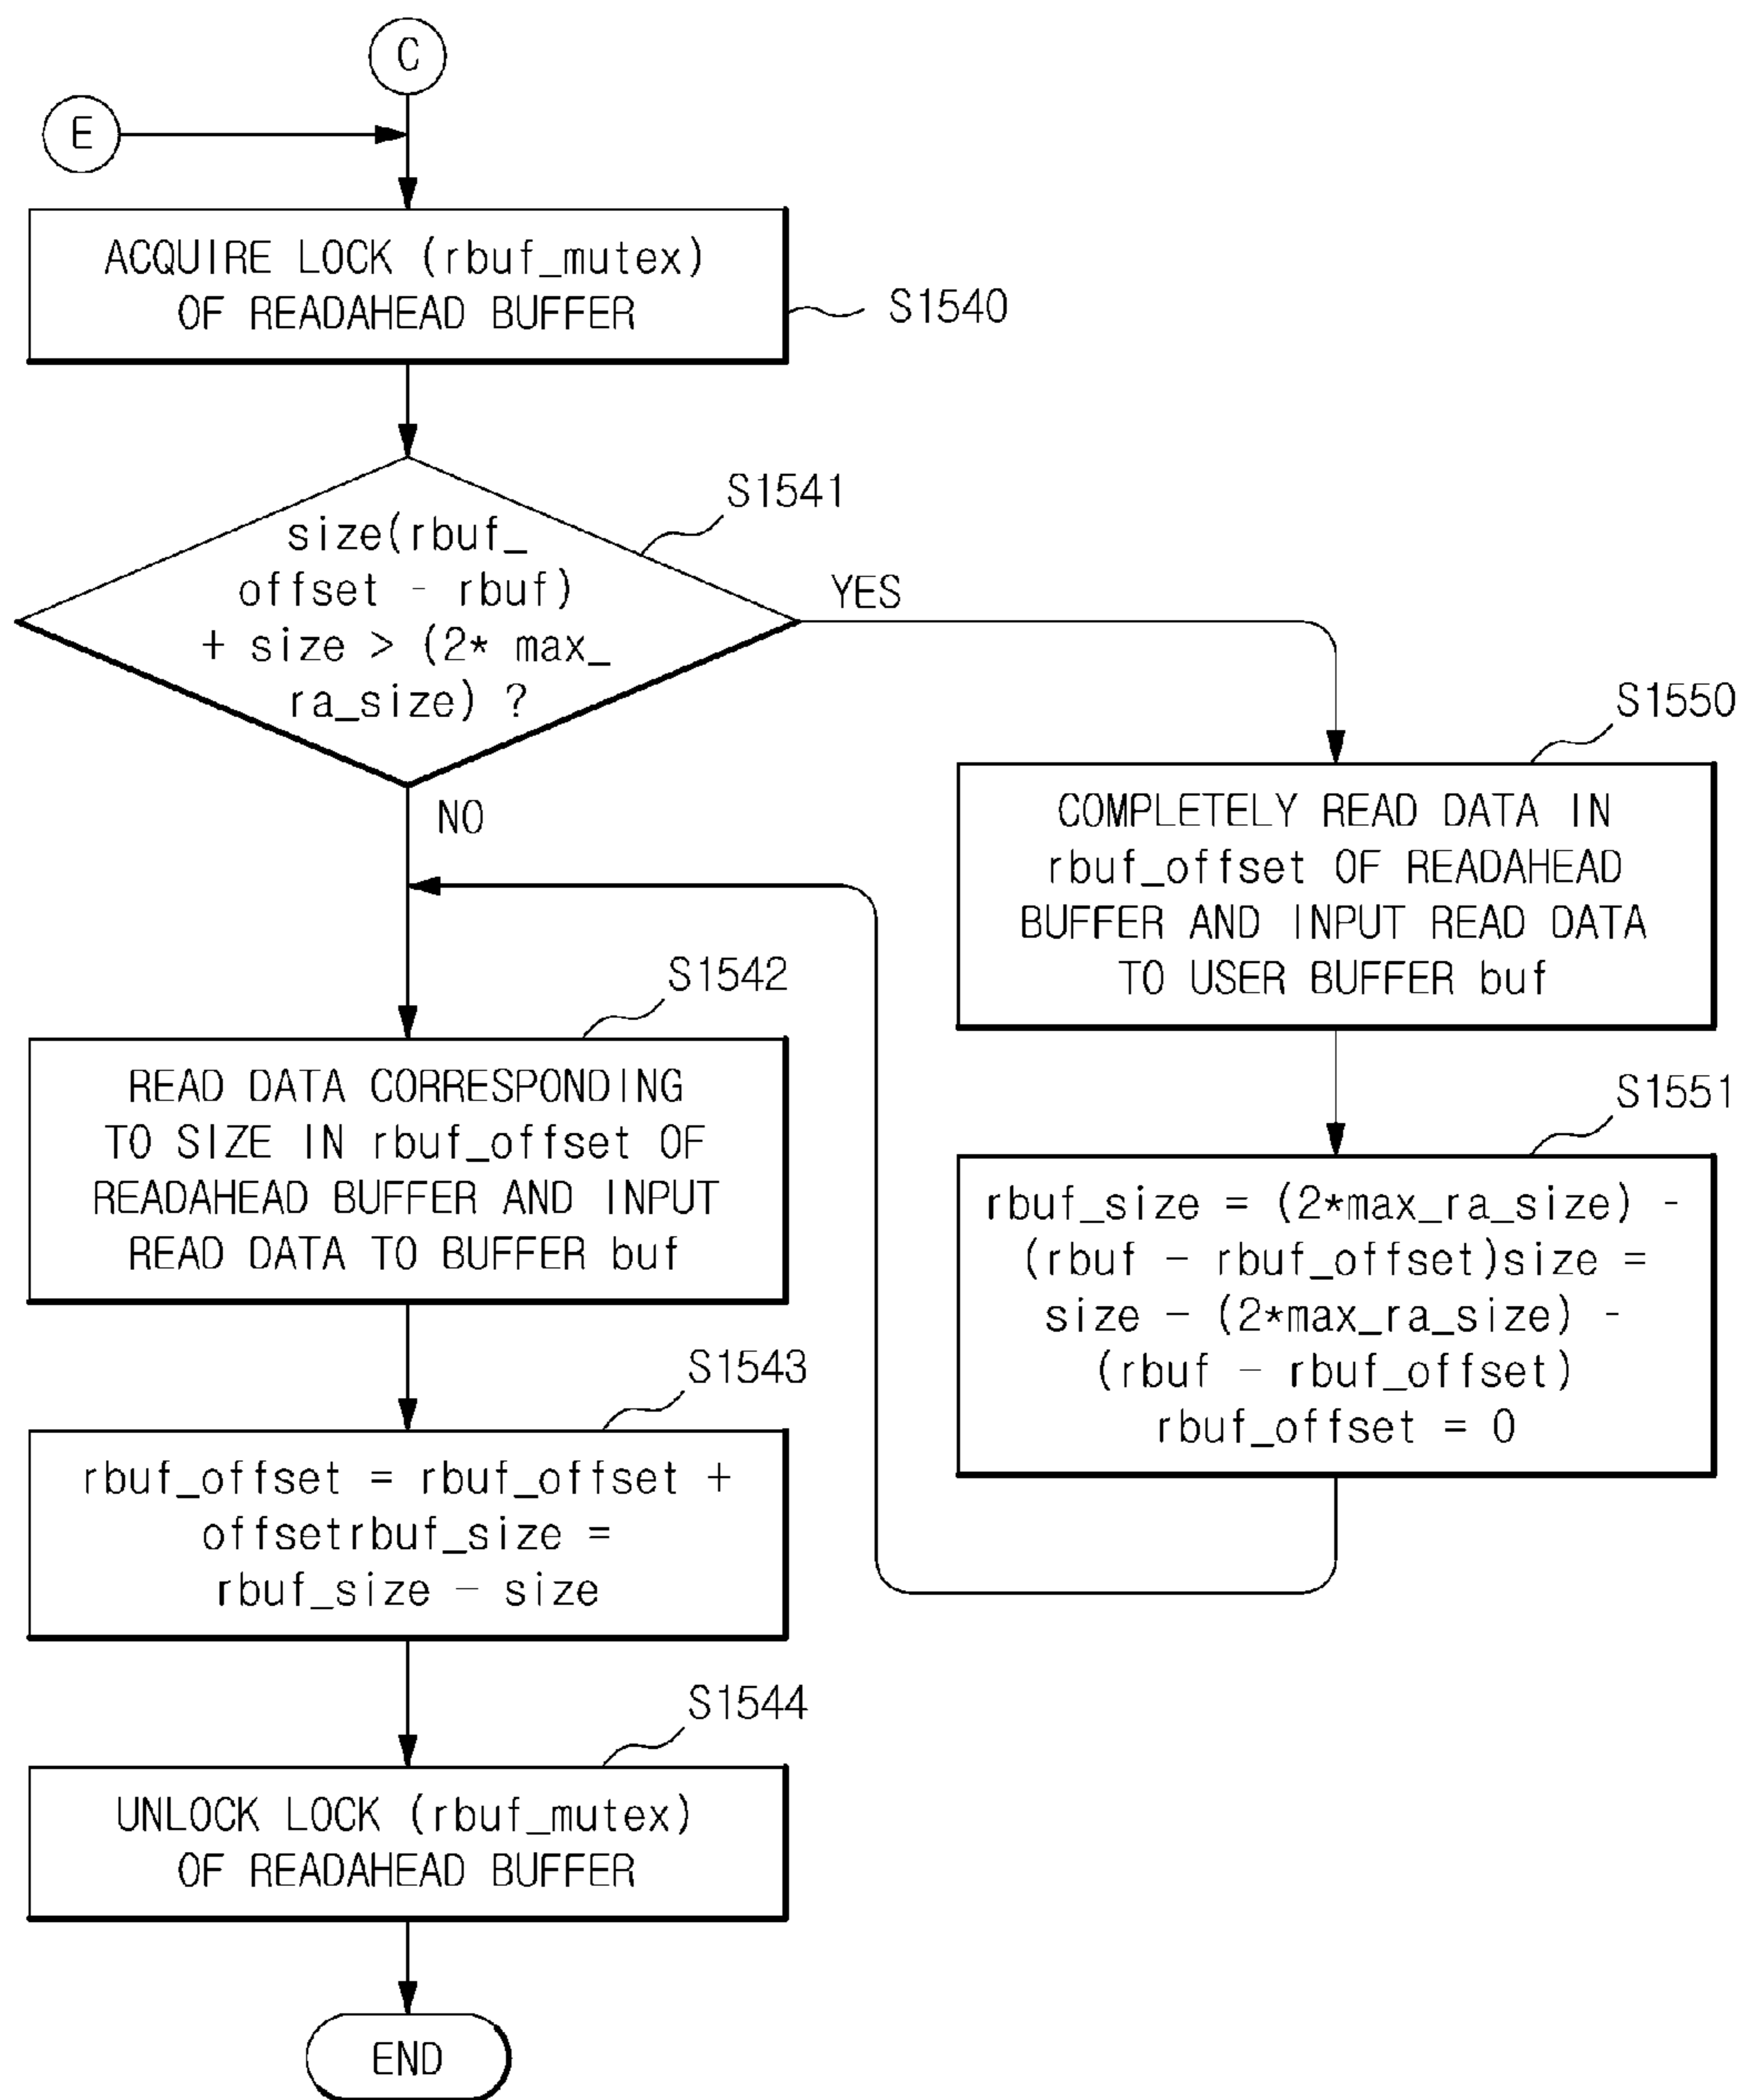 C
E
ACQUIRE LOCK (rbuf_mutex)
OF READAHEAD BUFFER
S1540
S1541
size(rbuf_
offset - rbuf)
+ size > (2* max_
ra_size) ?
YES
NO
S1550
COMPLETELY READ DATA IN
rbuf_offset OF READAHEAD
BUFFER AND INPUT READ DATA
TO USER BUFFER buf
S1542
READ DATA CORRESPONDING
TO SIZE IN rbuf_offset OF
READAHEAD BUFFER AND INPUT
READ DATA TO BUFFER buf
S1551
rbuf_size = (2*max_ra_size) -
(rbuf - rbuf_offset)size =
size - (2*max_ra_size) -
(rbuf - rbuf_offset)
rbuf_offset = 0
S1543
rbuf_offset = rbuf_offset +
offsetrbuf_size =
rbuf_size - size
S1544
UNLOCK LOCK (rbuf_mutex)
OF READAHEAD BUFFER
END